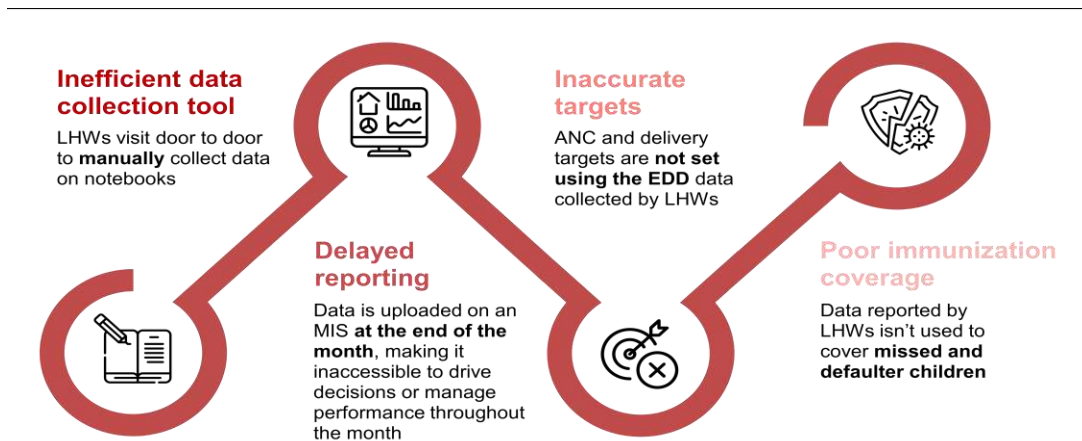 Inefficient data
collection tool
LHWs visit door to door
to manually collect data
on notebooks
Delayed
reporting
Data is uploaded on an
MIS at the end of the
month, making it
inaccessible to drive
decisions or manage
performance throughout
the month
Inaccurate
targets
ANC and delivery
targets are not set
using the EDD data
collected by LHWs
Poor immunization
coverage
Data reported by
LHWs isn’t used to
cover missed and
defaulter children